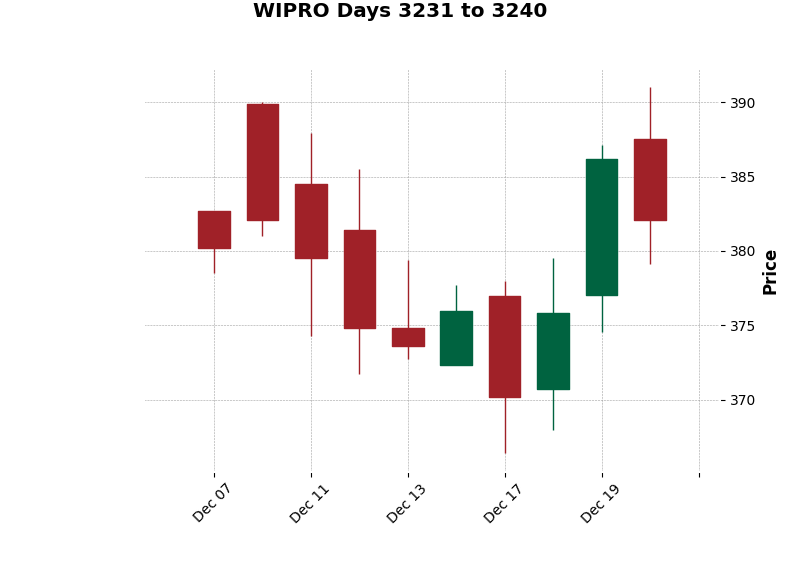 WIPRO Days 3231 to 3240
390
385
380
375
370
Price
Dec 07
Dec 11
Dec 13
Dec 17
Dec 19